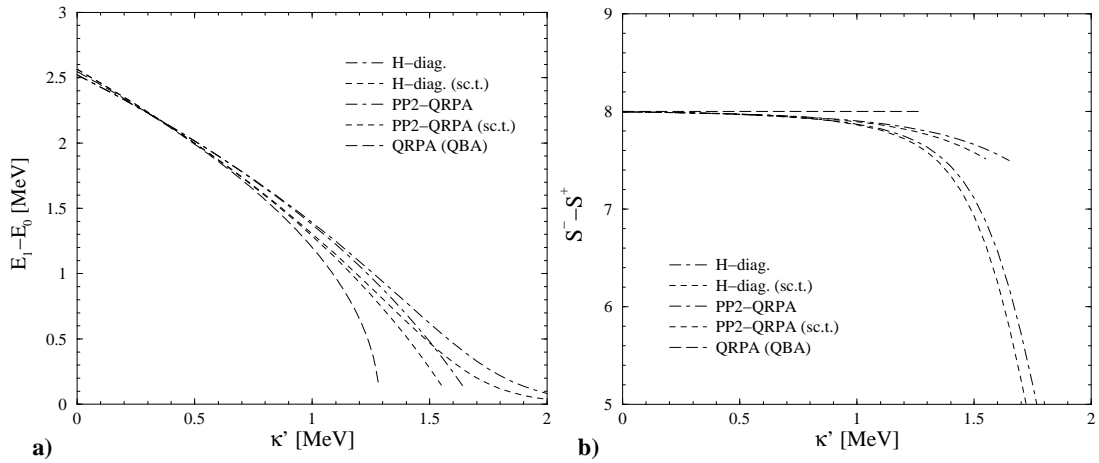 3
2.5
2
1.5
1
0.5
0
0
0.5
1
1.5
2
E₁−E₀ [MeV]
κ’ [MeV]
H−diag.
H−diag. (sc.t.)
PP2−QRPA
PP2−QRPA (sc.t.)
QRPA (QBA)
a)
9
8
7
6
5
0
0.5
1
1.5
2
S⁻−S⁺
κ’ [MeV]
H−diag.
H−diag. (sc.t.)
PP2−QRPA
PP2−QRPA (sc.t.)
QRPA (QBA)
b)